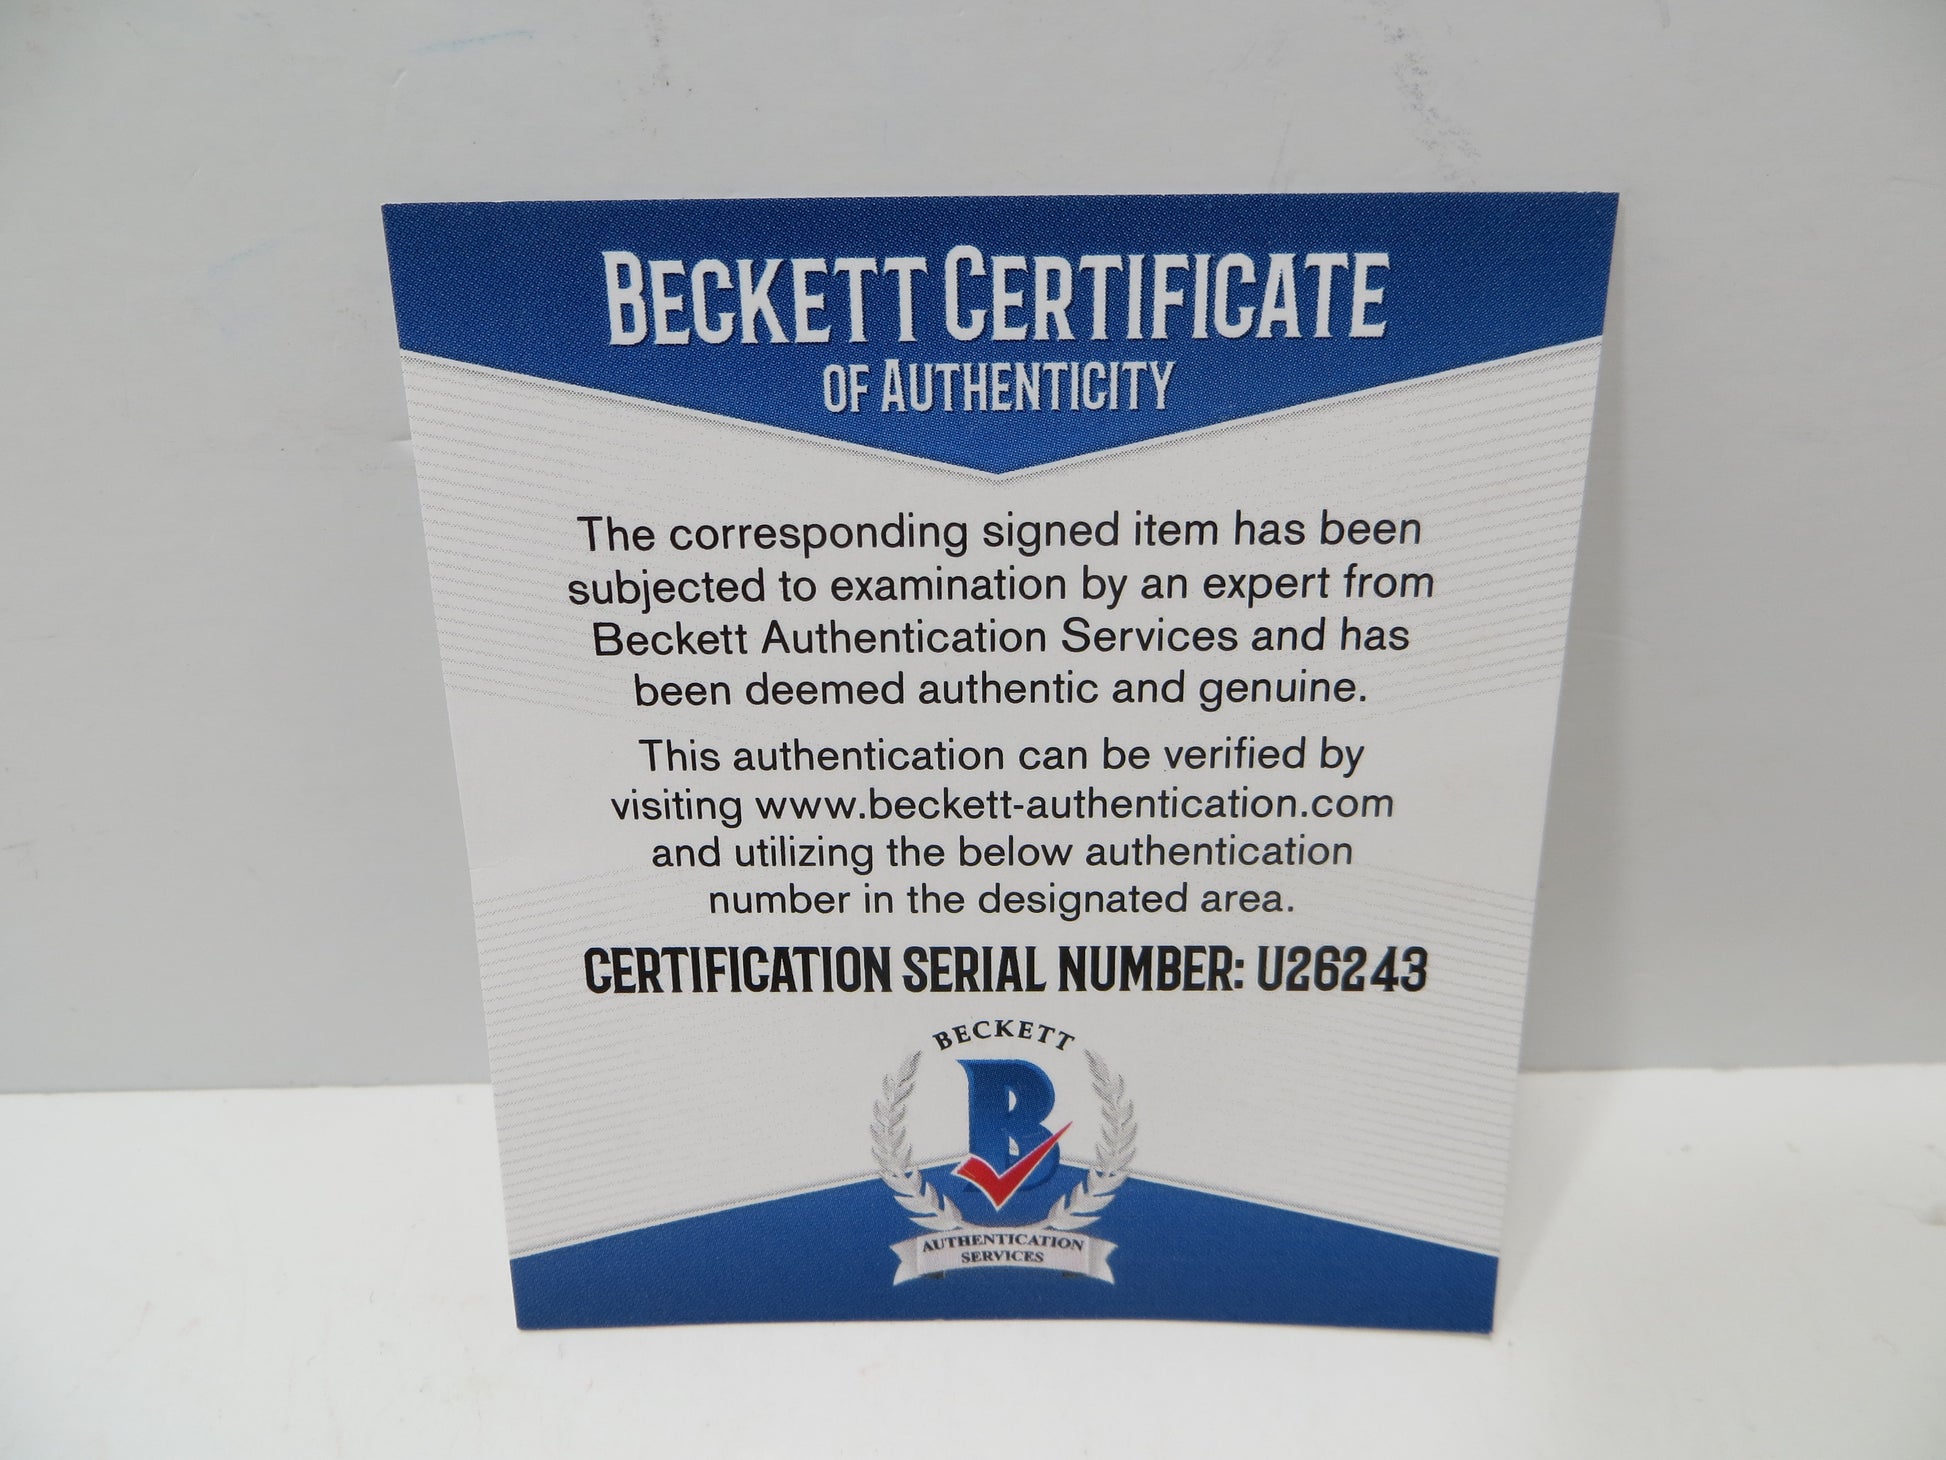 BECKETT CERTIFICATE
OF AUTHENTICITY
The corresponding signed item has been
subjected to examination by an expert from
Beckett Authentication Services and has
been deemed authentic and genuine.
This authentication can be verified by
visiting www.beckett-authentication.com
and utilizing the below authentication
number in the designated area.
CERTIFICATION SERIAL NUMBER: U26243
BECKETT
B
AUTHENTICATION
SERVICES